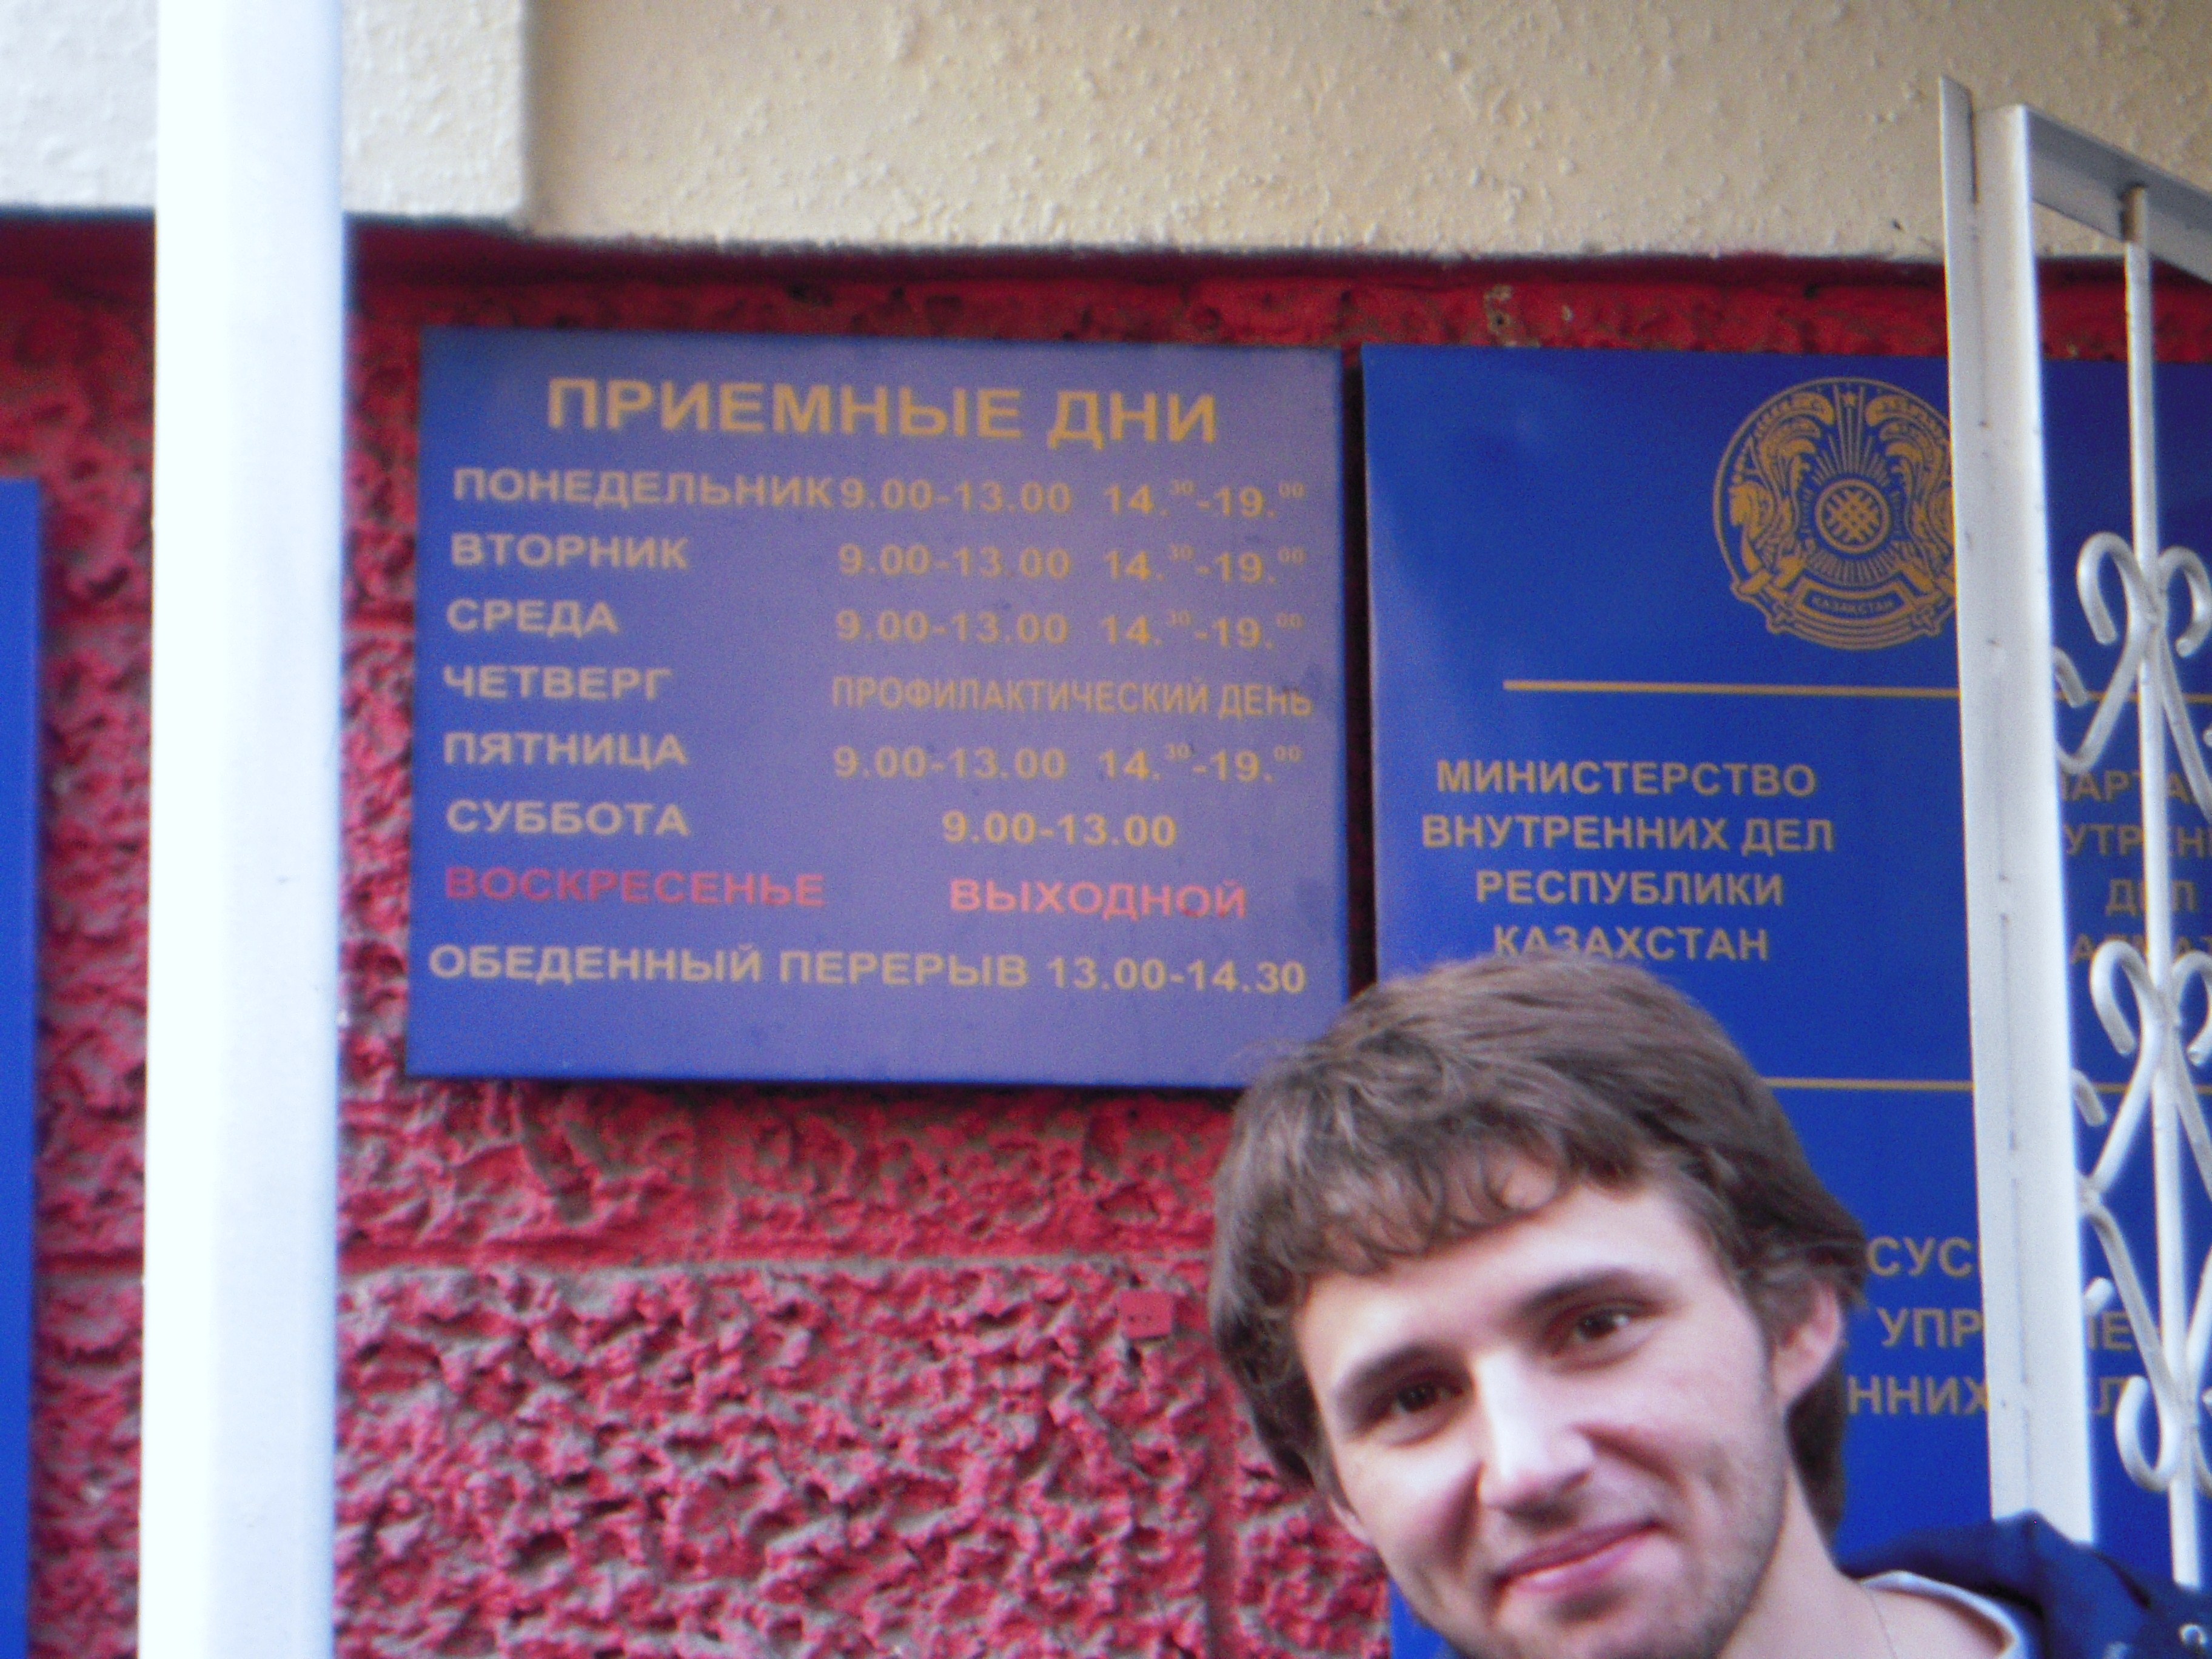 ПРИЕМНЫЕ ДНИ
ПОНЕДЕЛЬНИК 9.00-13.00 14.30-19.00
ВТОРНИК 9.00-13.00 14.30-19.00
СРЕДА 9.00-13.00 14.30-19.00
ЧЕТВЕРГ ПРОФИЛАКТИЧЕСКИЙ ДЕНЬ
ПЯТНИЦА 9.00-13.00 14.30-19.00
СУББОТА 9.00-13.00
ВОСКРЕСЕНЬЕ ВЫХОДНОЙ
ОБЕДЕННЫЙ ПЕРЕРЫВ 13.00-14.30
КАЗАКСТАН
МИНИСТЕРСТВО
ВНУТРЕННИХ ДЕЛ
РЕСПУБЛИКИ
КАЗАХСТАН